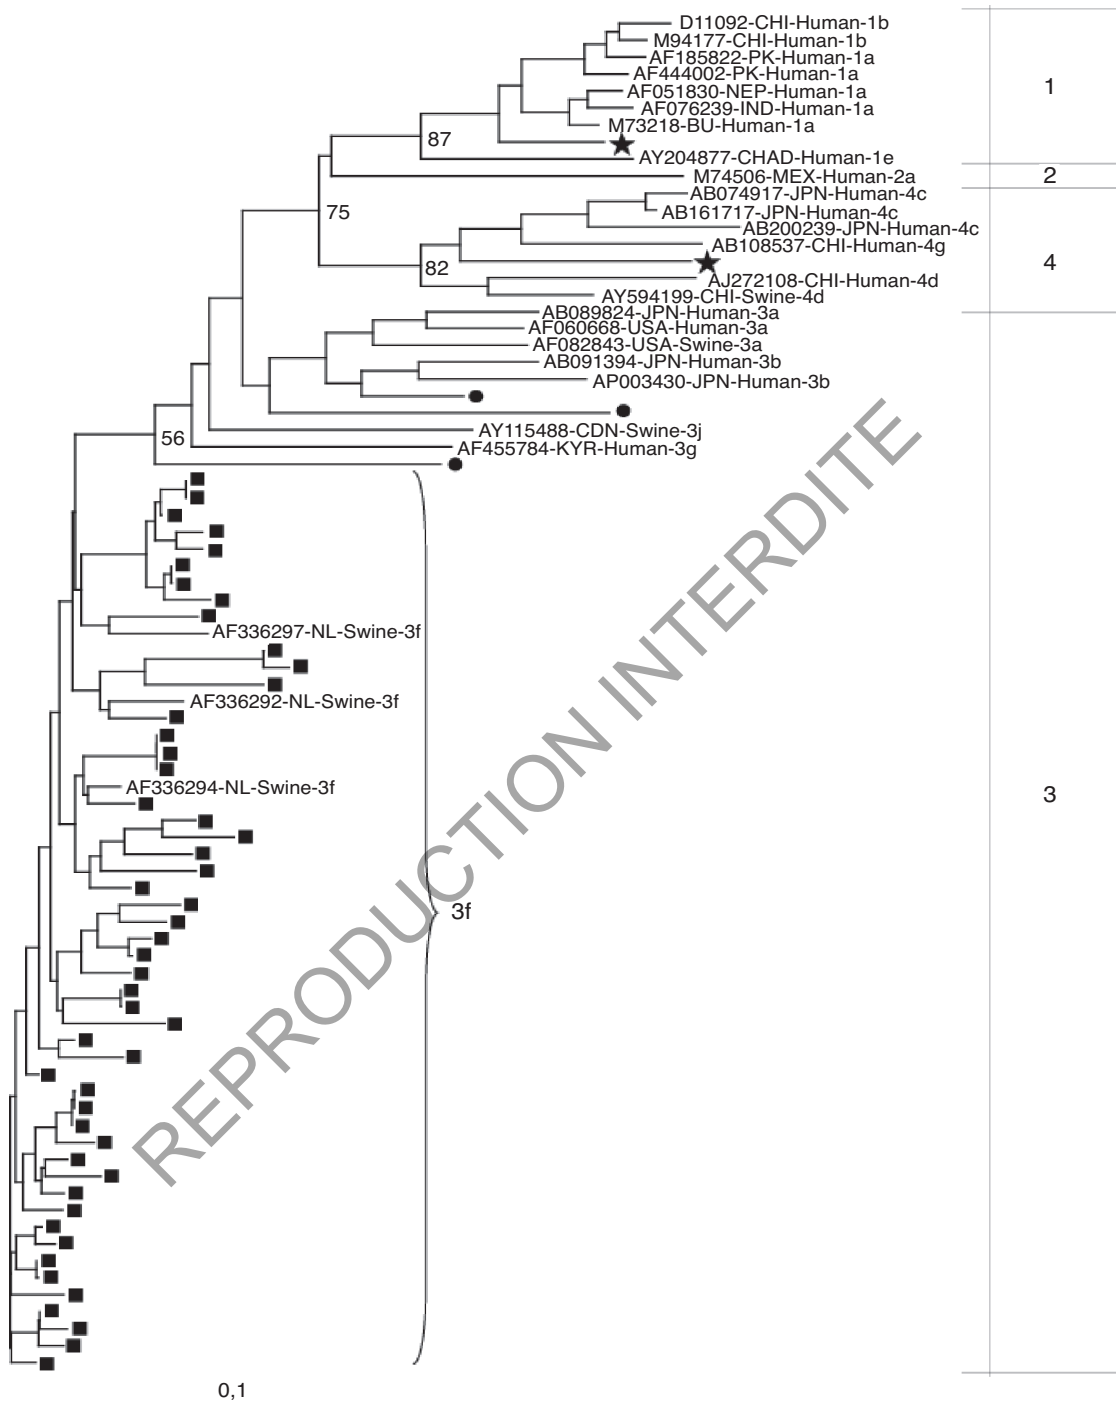 D11092-CHI-Human-1b
M94177-CHI-Human-1b
AF185822-PK-Human-1a
AF444002-PK-Human-1a
AF051830-NEP-Human-1a
1
AF076239-IND-Human-1a
M73218-BU-Human-1a
87
AY204877-CHAD-Human-1e
M74506-MEX-Human-2a
2
AB074917-JPN-Human-4c
75
AB161717-JPN-Human-4c
AB200239-JPN-Human-4c
AB108537-CHI-Human-4g
82
4
AJ272108-CHI-Human-4d
AY594199-CHI-Swine-4d
AB089824-JPN-Human-3a
AF060668-USA-Human-3a
AF082843-USA-Swine-3a
AB091394-JPN-Human-3b
AP003430-JPN-Human-3b
AY115488-CDN-Swine-3j
56
AF455784-KYR-Human-3g
AF336297-NL-Swine-3f
AF336292-NL-Swine-3f
AF336294-NL-Swine-3f
3
3f
REPRODUCTION INTERDITE
0,1